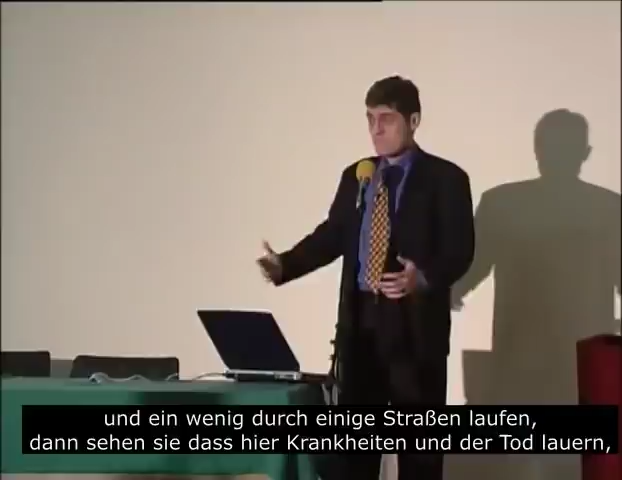 und ein wenig durch einige Straßen laufen,
dann sehen sie dass hier Krankheiten und der Tod lauern,